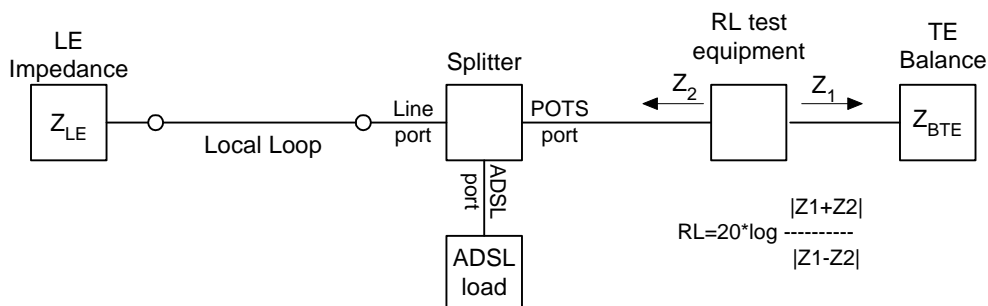 LE
Impedance
Z_LE
Local Loop
Line
port
Splitter
POTS
port
ADSL
port
ADSL
load
RL test
equipment
Z_2
Z_1
TE
Balance
Z_BTE
|Z1+Z2|
RL=20*log ----------
|Z1-Z2|